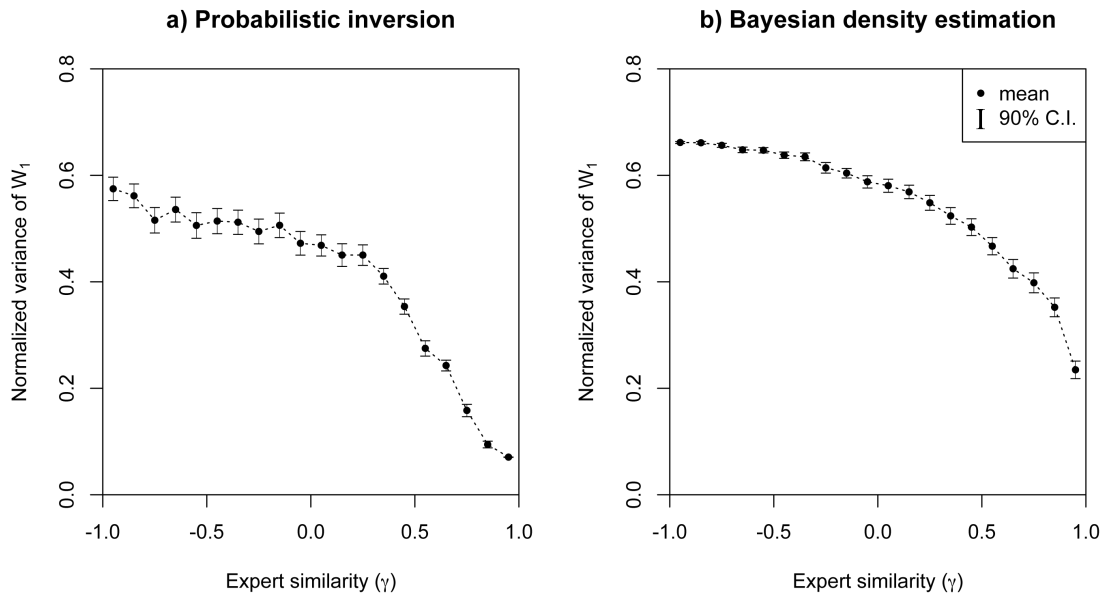 a) Probabilistic inversion
Normalized variance of W1
0.8
0.6
0.4
0.2
0.0
-1.0 -0.5 0.0 0.5 1.0
Expert similarity (γ)
b) Bayesian density estimation
mean
90% C.I.
Normalized variance of W1
0.8
0.6
0.4
0.2
0.0
-1.0 -0.5 0.0 0.5 1.0
Expert similarity (γ)